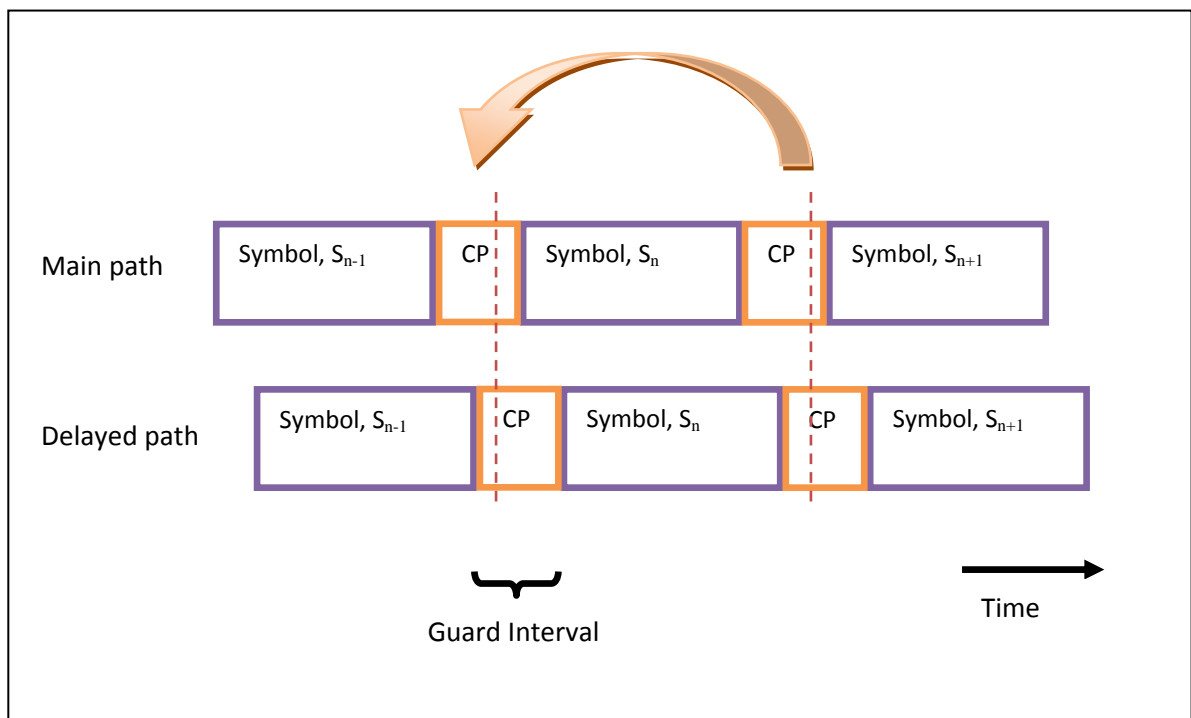 Main path
Symbol, Sn-1 CP Symbol, Sn CP Symbol, Sn+1
Delayed path
Symbol, Sn-1 CP Symbol, Sn CP Symbol, Sn+1
Guard Interval
Time